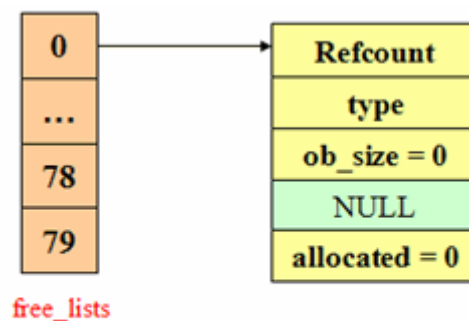 0
...
78
79
free_lists
Refcount
type
ob_size = 0
NULL
allocated = 0